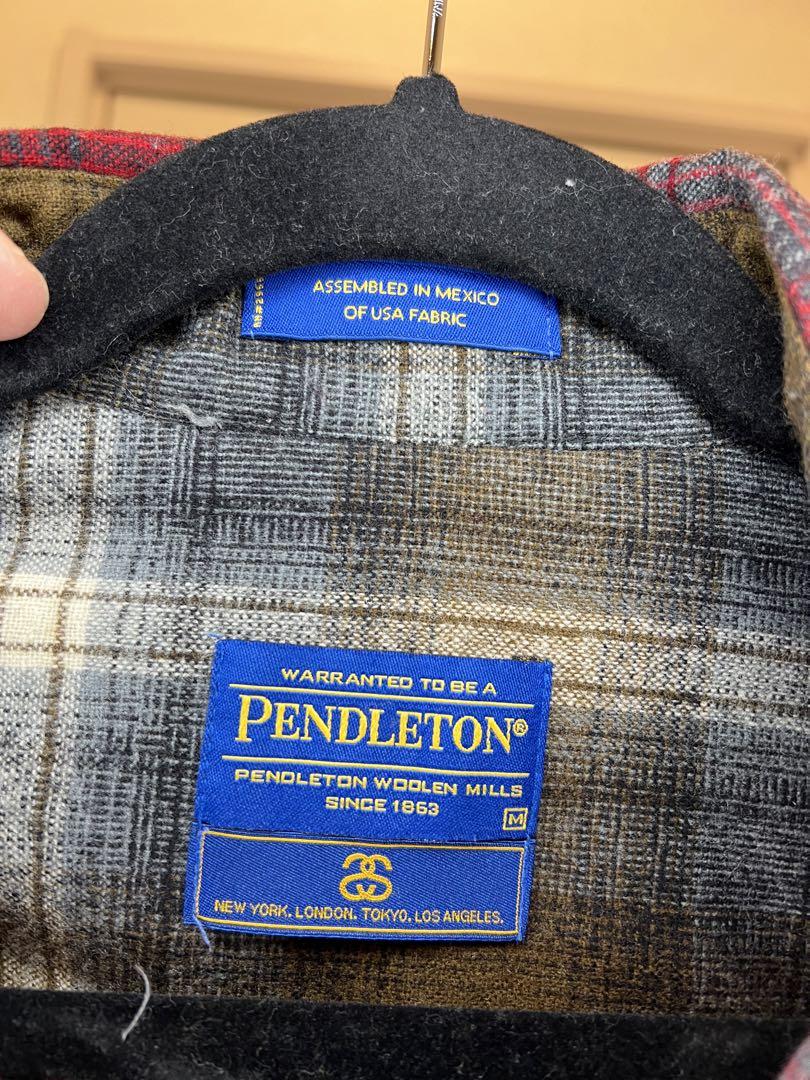 ASSEMBLED IN MEXICO
OF USA FABRIC
WARRANTED TO BE A
PENDLETON®
PENDLETON WOOLEN MILLS
SINCE 1863
M
SS
NEW YORK. LONDON. TOKYO. LOS ANGELES.